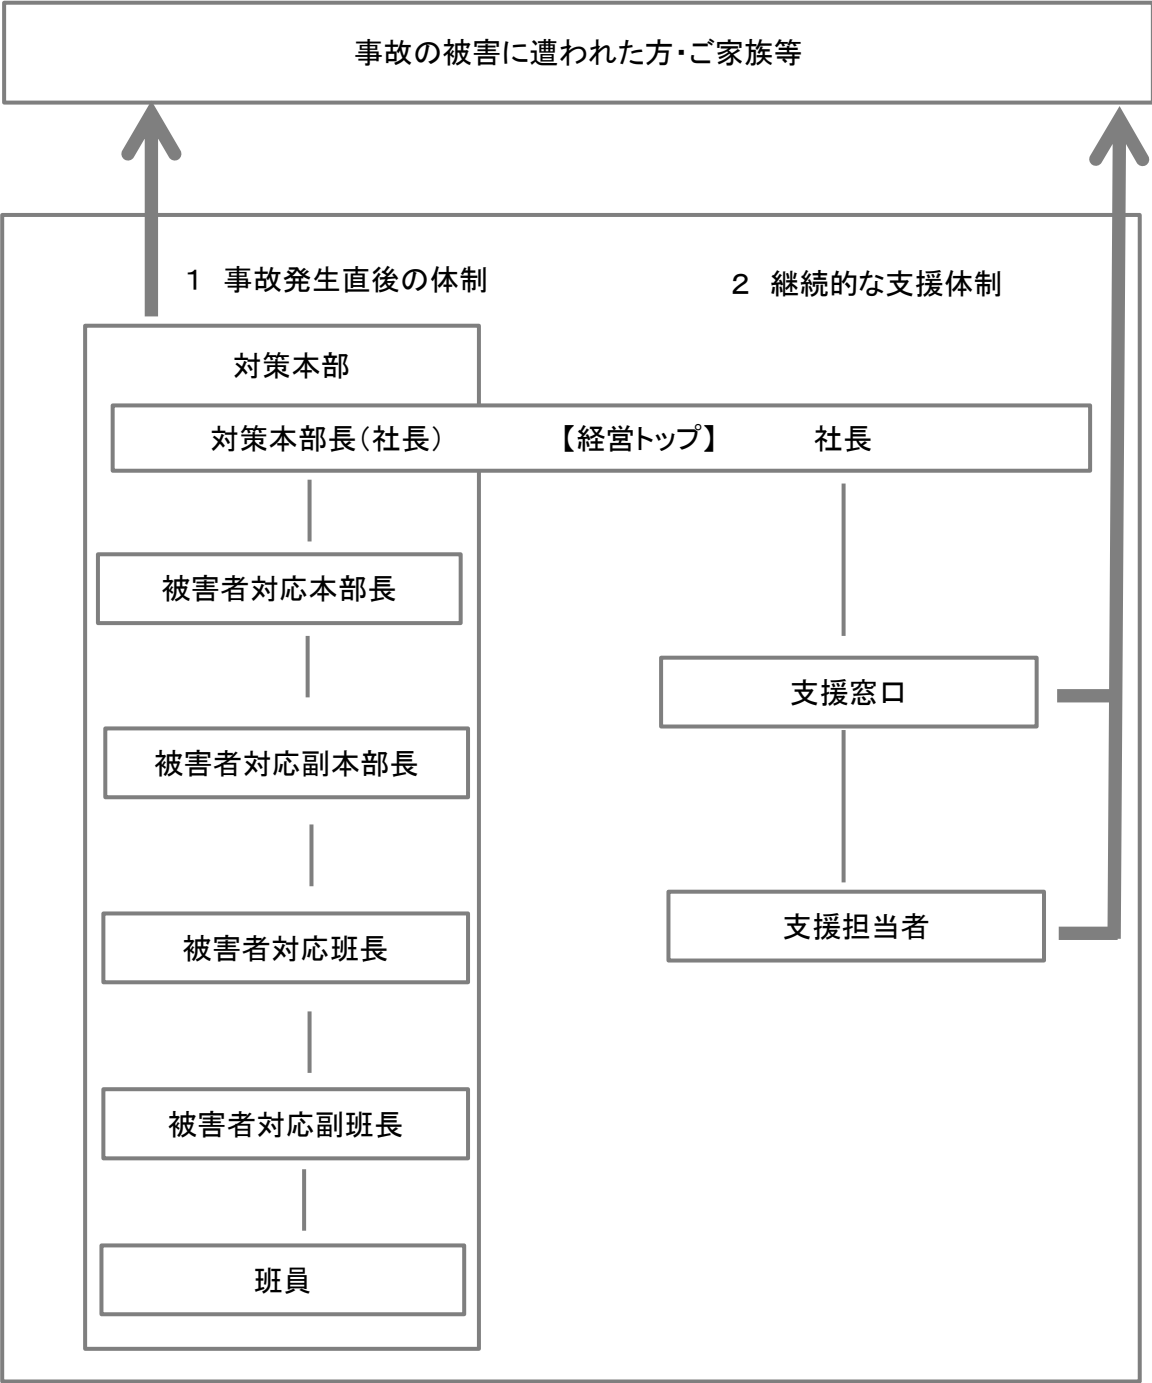 事故の被害に遭われた方・ご家族等
１　事故発生直後の体制
２　継続的な支援体制
対策本部
対策本部長（社長）　【経営トップ】　社長
被害者対応本部長
支援窓口
被害者対応副本部長
支援担当者
被害者対応班長
被害者対応副班長
班員